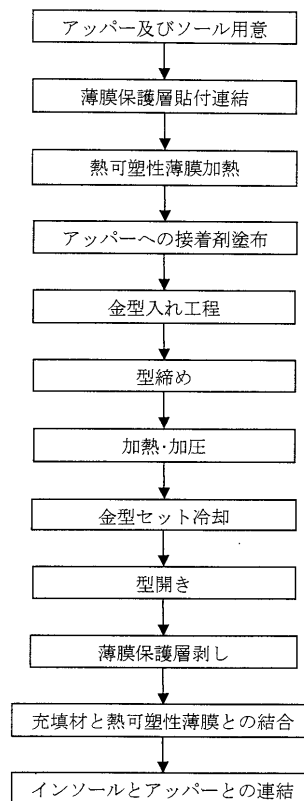 アッパー及びソール用意
薄膜保護層貼付連結
熱可塑性薄膜加熱
アッパーへの接着剤塗布
金型入れ工程
型締め
加熱･加圧
金型セット冷却
型開き
薄膜保護層剥し
充填材と熱可塑性薄膜との結合
インソールとアッパーとの連結